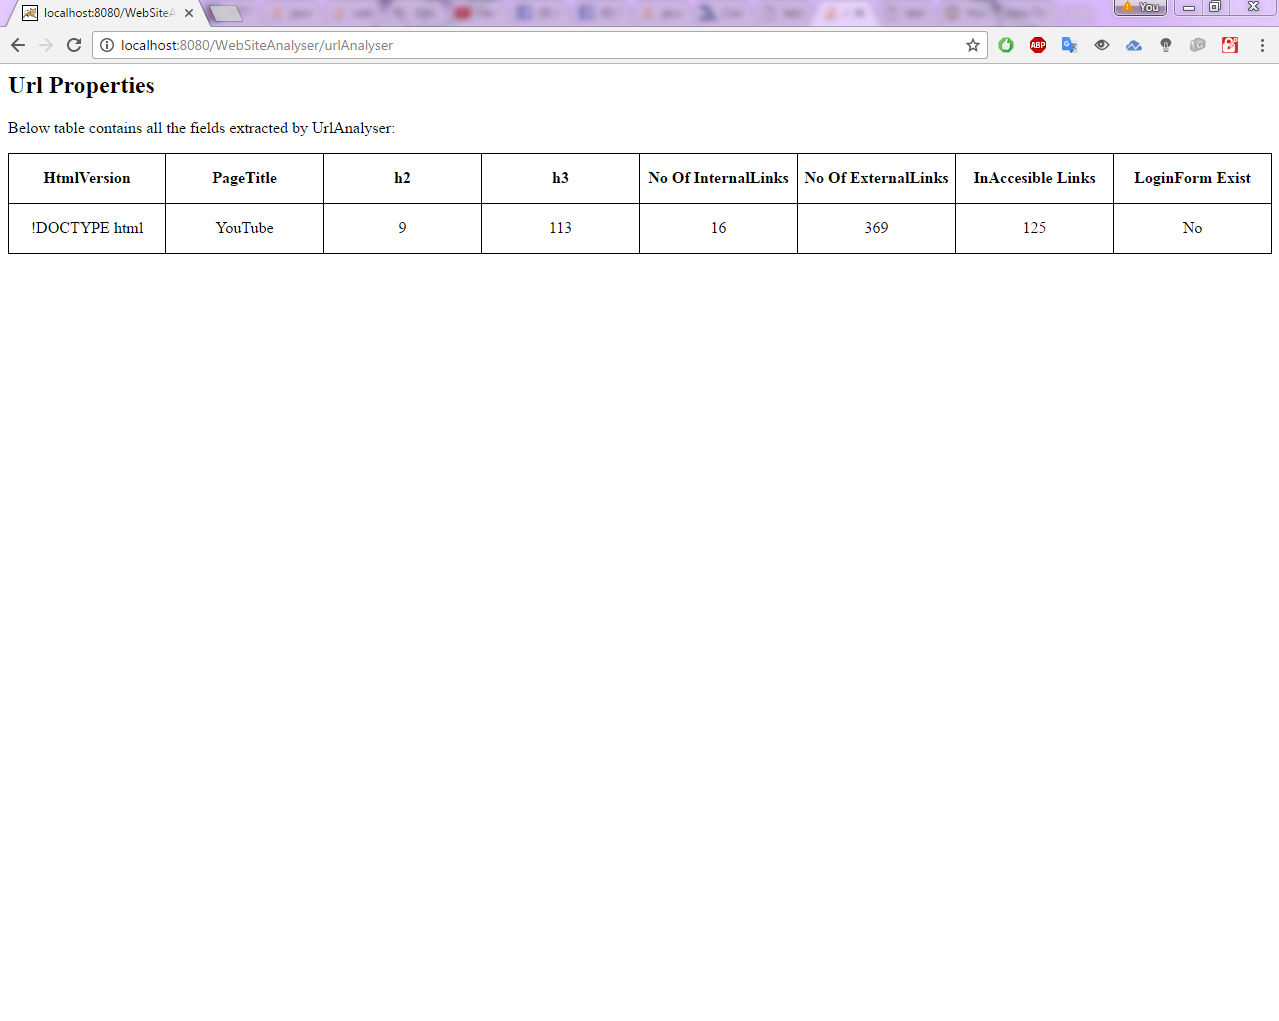 localhost:8080/WebSiteA
You
localhost:8080/WebSiteAnalyser/urlAnalyser
ABP
Url Properties
Below table contains all the fields extracted by UrlAnalyser:
HtmlVersion PageTitle h2 h3 No Of InternalLinks No Of ExternalLinks InAccesible Links LoginForm Exist
!DOCTYPE html YouTube 9 113 16 369 125 No